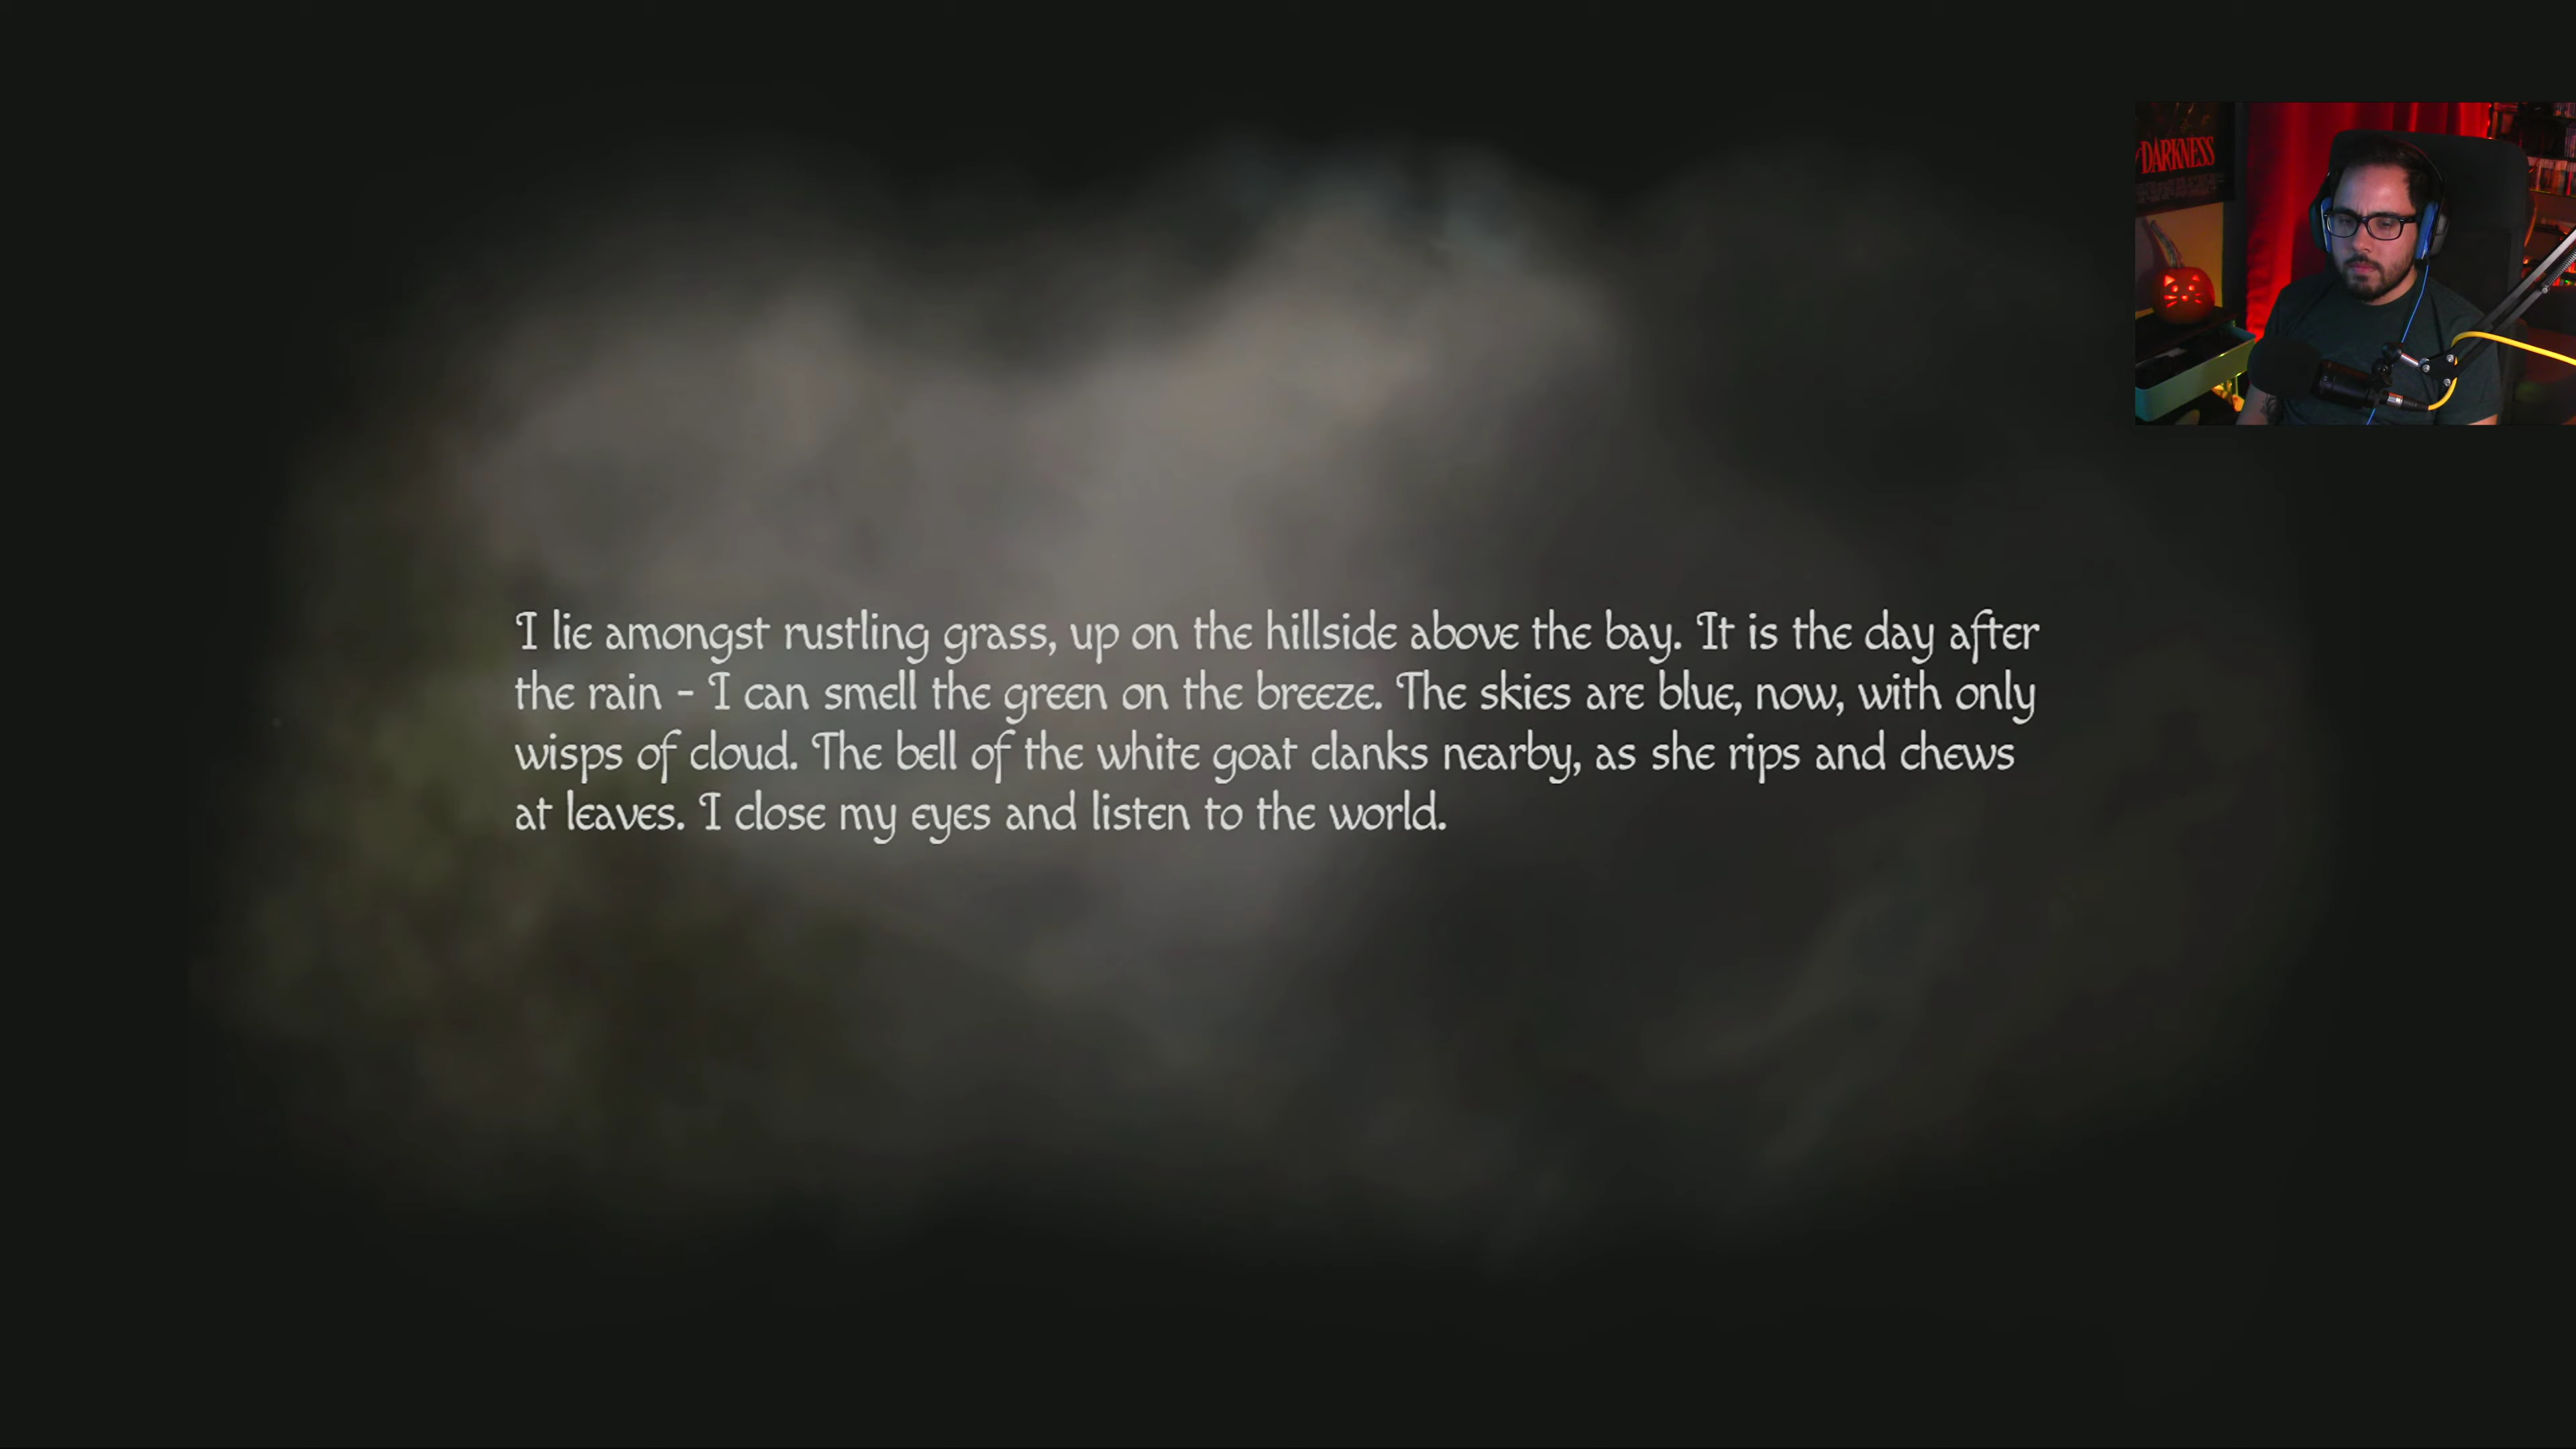 DARKNESS
I lie amongst rustling grass, up on the hillside above the bay. It is the day after
the rain - I can smell the green on the breeze. The skies are blue, now, with only
wisps of cloud. The bell of the white goat clanks nearby, as she rips and chews
at leaves. I close my eyes and listen to the world.